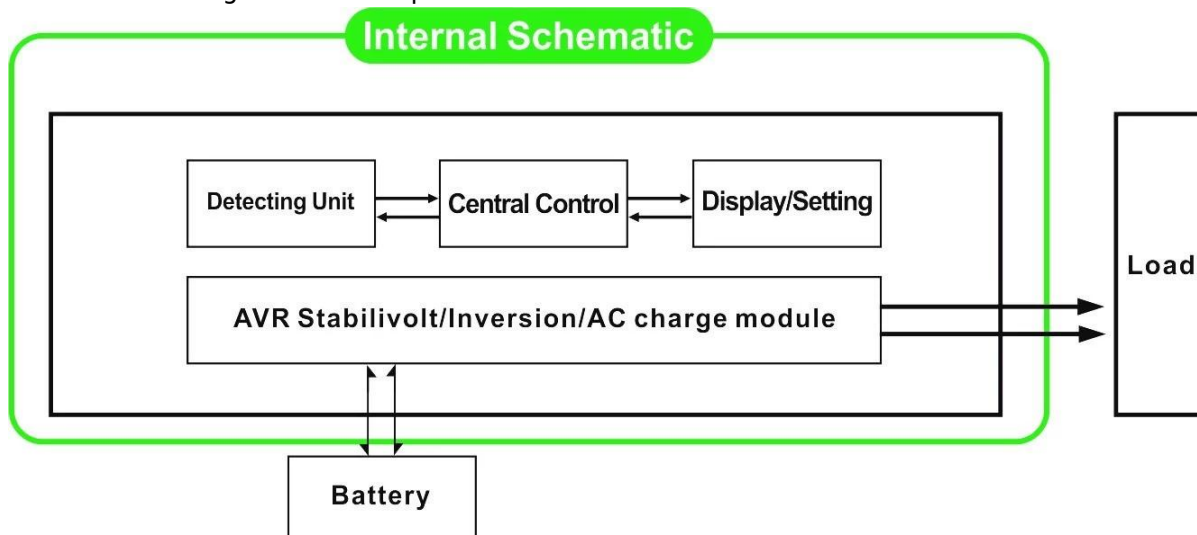 Internal Schematic
Detecting Unit
Central Control
Display/Setting
Load
AVR Stabilivolt/Inversion/AC charge module
Battery